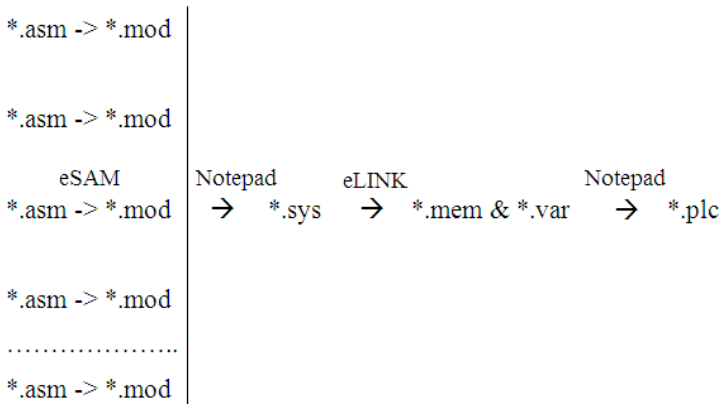 *.asm -> *.mod
*.asm -> *.mod
eSAM Notepad eLINK Notepad
*.asm -> *.mod → *.sys → *.mem & *.var → *.plc
*.asm -> *.mod
………………..
*.asm -> *.mod